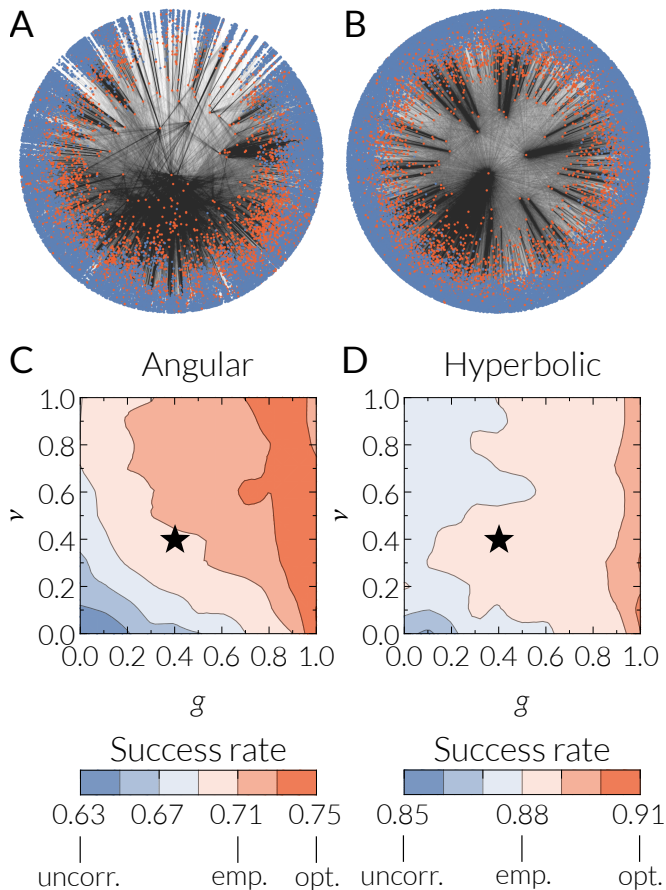 A B
C Angular D Hyperbolic
1.0 1.0
0.8 0.8
0.6 0.6
ν ν
0.4 0.4
0.2 0.2
0.0 0.0
0.0 0.2 0.4 0.6 0.8 1.0 0.0 0.2 0.4 0.6 0.8 1.0
g g
Success rate Success rate
0.63 0.67 0.71 0.75 0.85 0.88 0.91
uncorr. emp. opt. uncorr. emp. opt.